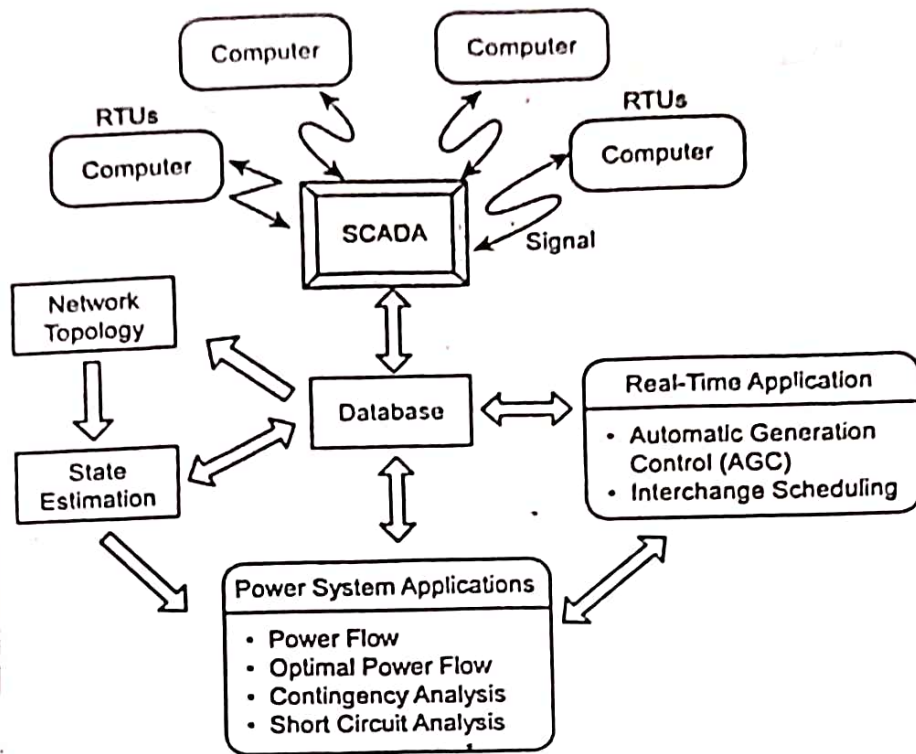 Computer
Computer
RTUs
RTUs
Computer
Computer
SCADA
Signal
Network
Topology
Database
Real-Time Application
• Automatic Generation
Control (AGC)
• Interchange Scheduling
State
Estimation
Power System Applications
• Power Flow
• Optimal Power Flow
• Contingency Analysis
• Short Circuit Analysis